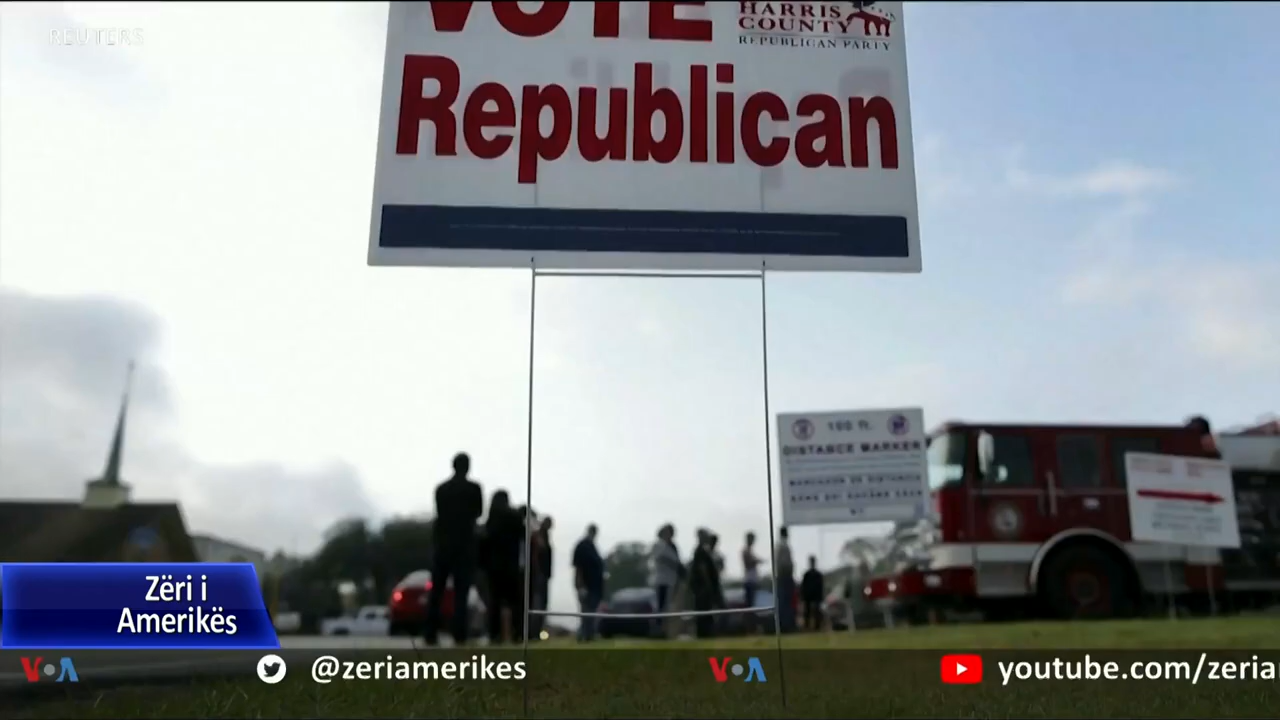 REUTERS
VOTE
HARRIS
COUNTY
REPUBLICAN PARTY
Republican
100 ft.
DISTANCE MARKER
Zëri i
Amerikës
VOA
@zeriamerikes
VOA
youtube.com/zeria